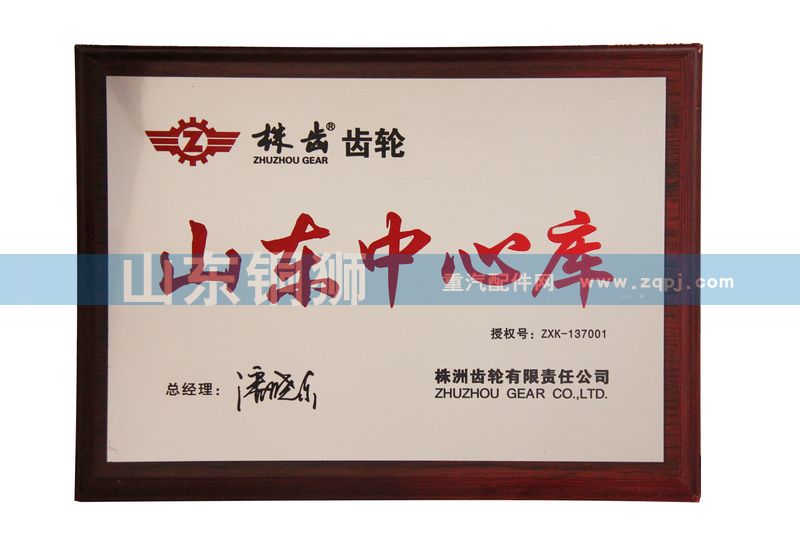 Z 株齿® 齿轮
ZHUZHOU GEAR
山东中心库
山东铜狮
重汽配件网 www.zqpj.com
授权号：ZXK-137001
总经理：
株洲齿轮有限责任公司
ZHUZHOU GEAR CO.,LTD.